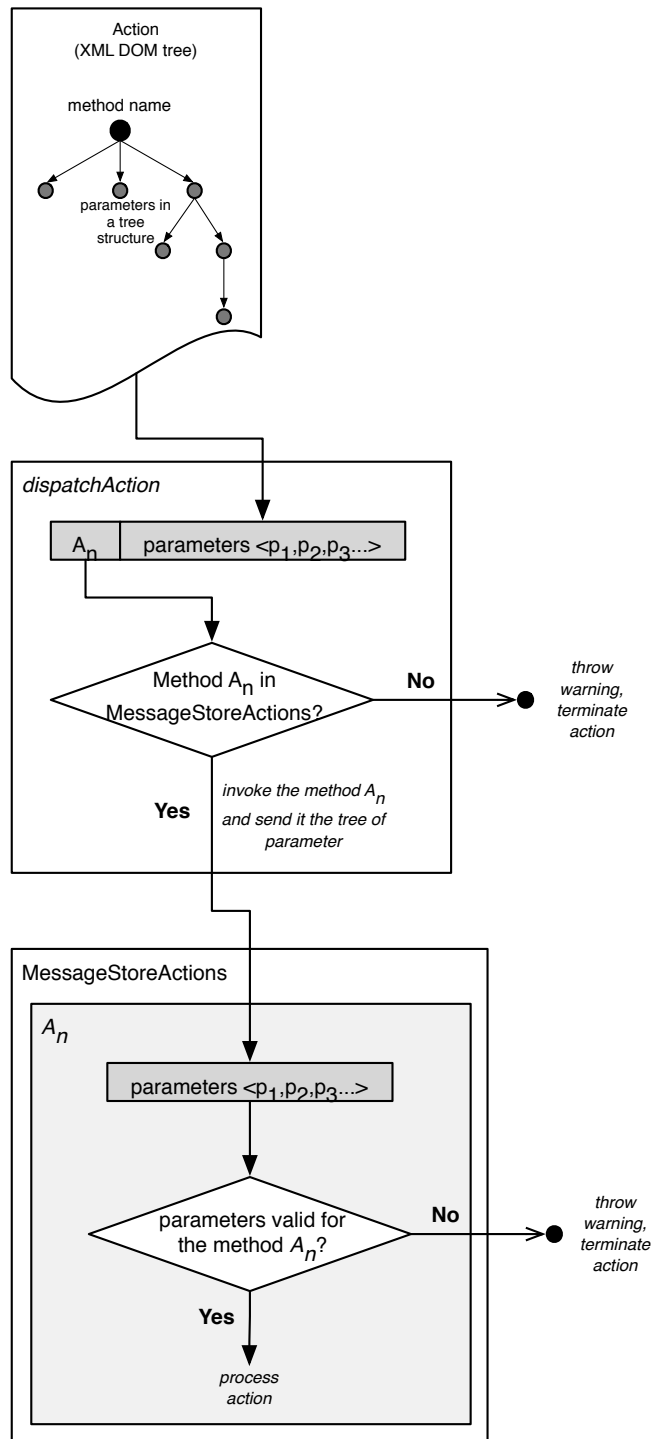 Action
(XML DOM tree)
method name
parameters in
a tree
structure
dispatchAction
An
parameters <p1,p2,p3...>
Method An in
MessageStoreActions?
No
throw
warning,
terminate
action
Yes
invoke the method An
and send it the tree of
parameter
MessageStoreActions
An
parameters <p1,p2,p3...>
parameters valid for
the method An?
No
throw
warning,
terminate
action
Yes
process
action